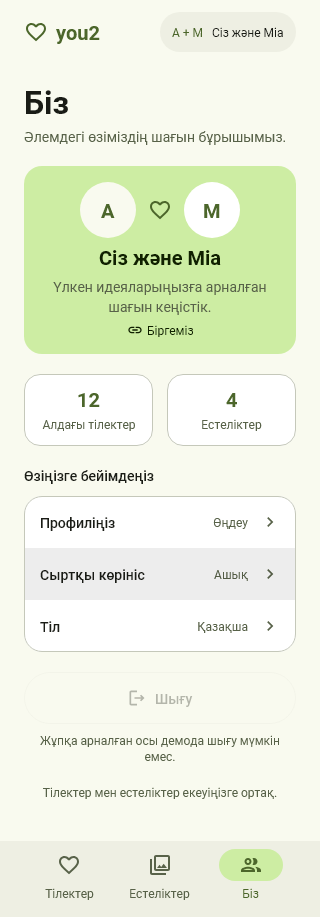 you2
A + M Сіз және Mia
Біз
Әлемдегі өзіміздің шағын бұрышымыз.
A
M
Сіз және Mia
Үлкен идеяларыңызға арналған
шағын кеңістік.
Біргеміз
12
Алдағы тілектер
4
Естеліктер
Өзіңізге бейімдеңіз
Профиліңіз
Өңдеу
Сыртқы көрініс
Ашық
Тіл
Қазақша
Шығу
Жұпқа арналған осы демода шығу мүмкін
емес.
Тілектер мен естеліктер екеуіңізге ортақ.
Тілектер
Естеліктер
Біз